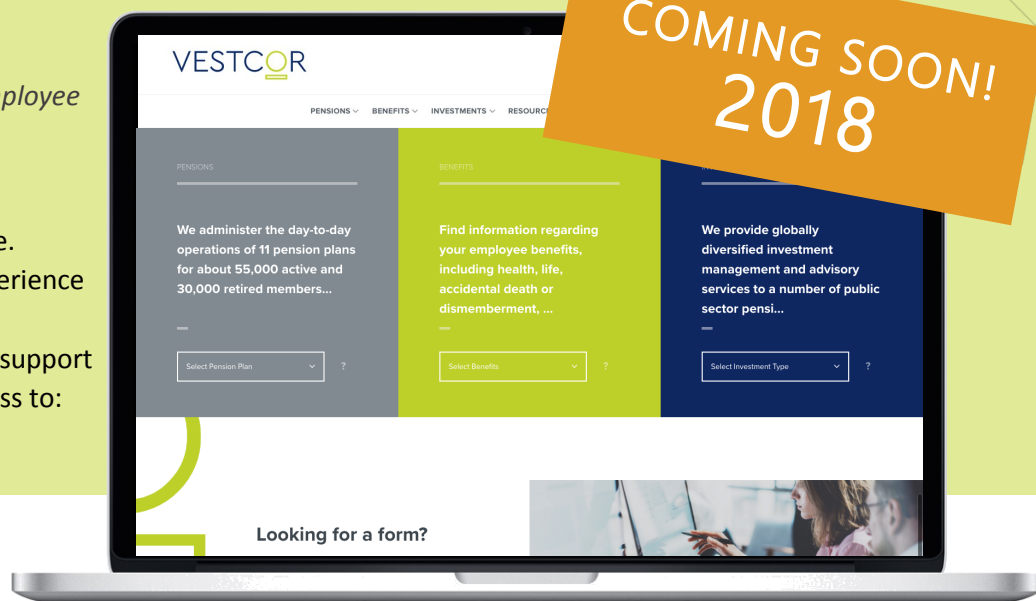 mployee
e.
erience
support
ss to:
COMING SOON!
2018
VESTCOR
PENSIONS BENEFITS INVESTMENTS
PENSIONS
We administer the day-to-day
operations of 11 pension plans
for about 55,000 active and
30,000 retired members...
Select Pension Plan ?
BENEFITS
Find information regarding
your employee benefits,
including health, life,
accidental death or
dismemberment, ...
Select Benefits ?
We provide globally
diversified investment
management and advisory
services to a number of public
sector pensi...
Select Investment Type ?
Looking for a form?